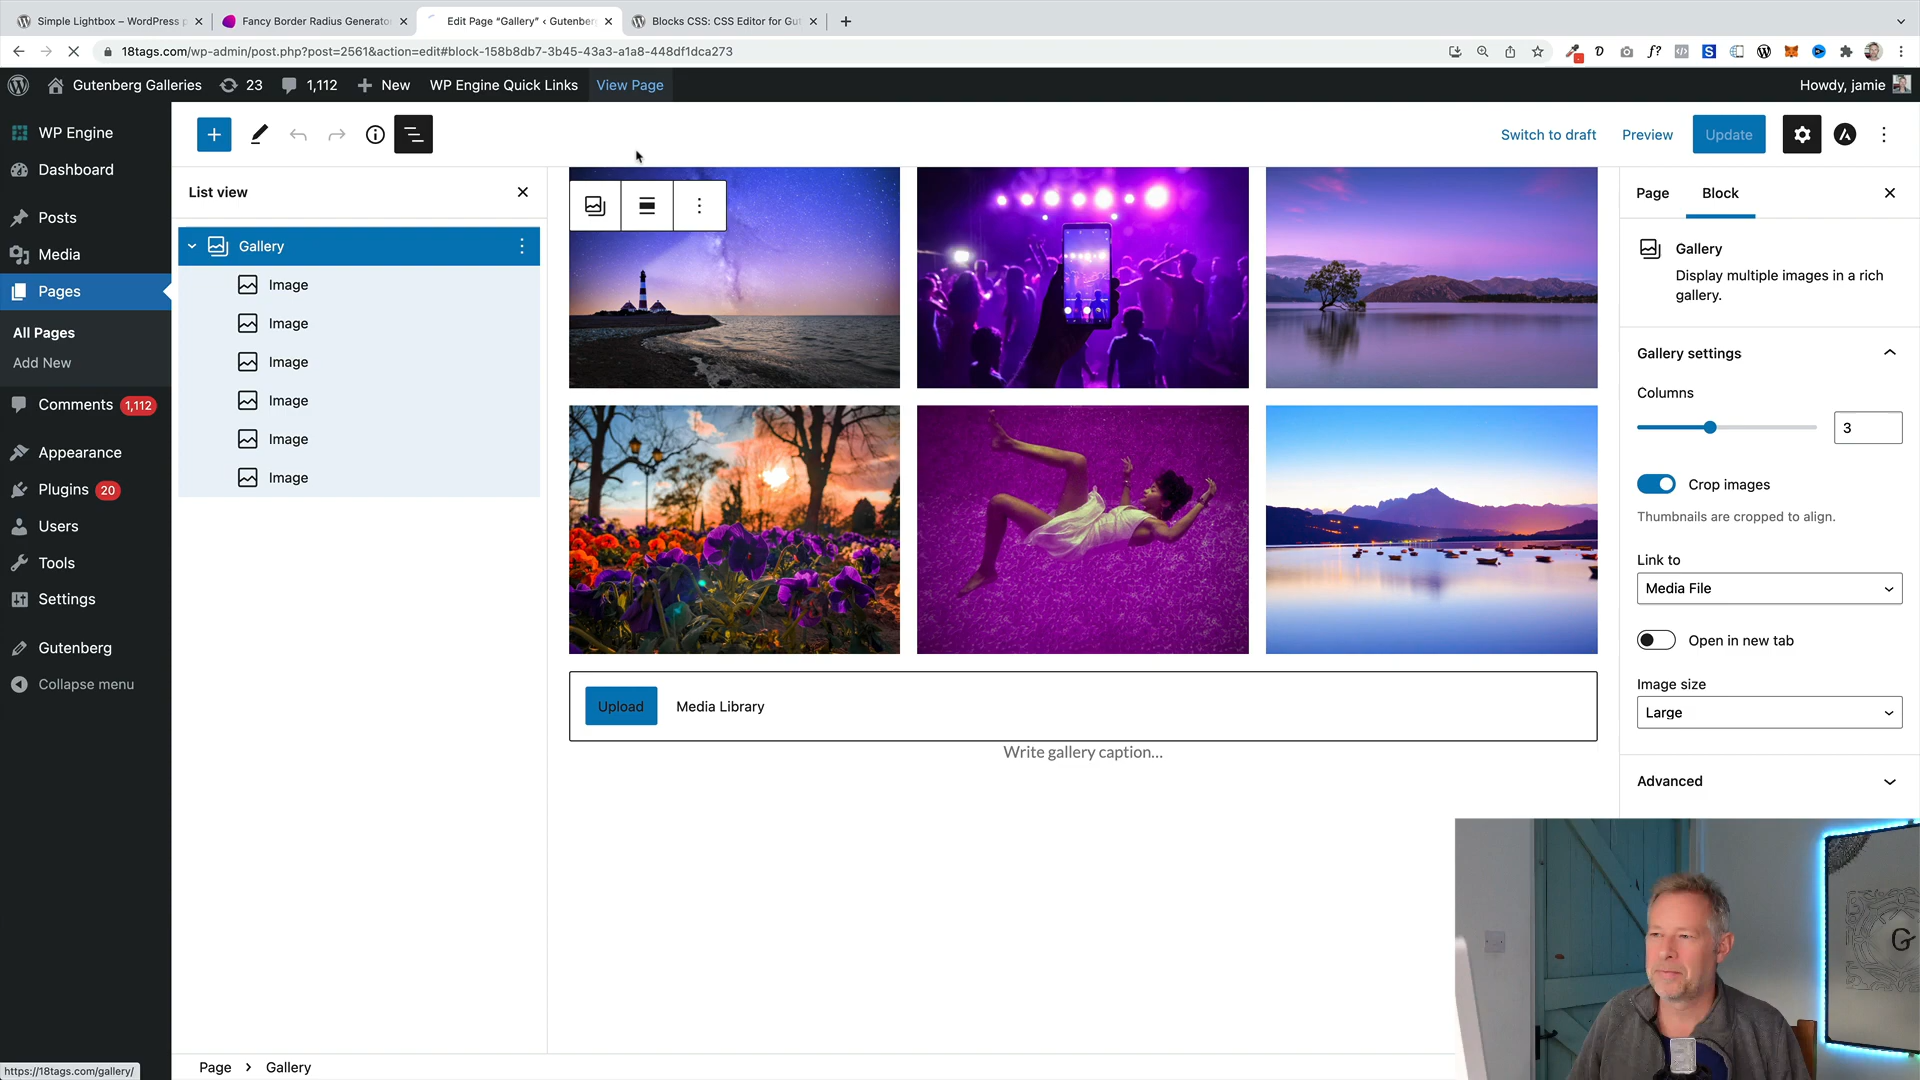 Simple Lightbox – WordPress p
Fancy Border Radius Generator
Edit Page “Gallery” ‹ Gutenber
Blocks CSS: CSS Editor for Gut
18tags.com/wp-admin/post.php?post=2561&action=edit#block-158b8db7-3b45-43a3-a1a8-448df1dca273
Gutenberg Galleries
23
1,112
New
WP Engine Quick Links
View Page
Howdy, jamie
WP Engine
Dashboard
Posts
Media
Pages
All Pages
Add New
Comments 1,112
Appearance
Plugins 20
Users
Tools
Settings
Gutenberg
Collapse menu
Switch to draft
Preview
Update
List view
Gallery
Image
Image
Image
Image
Image
Image
Upload
Media Library
Write gallery caption...
Page
Block
Gallery
Display multiple images in a rich
gallery.
Gallery settings
Columns
3
Crop images
Thumbnails are cropped to align.
Link to
Media File
Open in new tab
Image size
Large
Advanced
G
Page
Gallery
https://18tags.com/gallery/